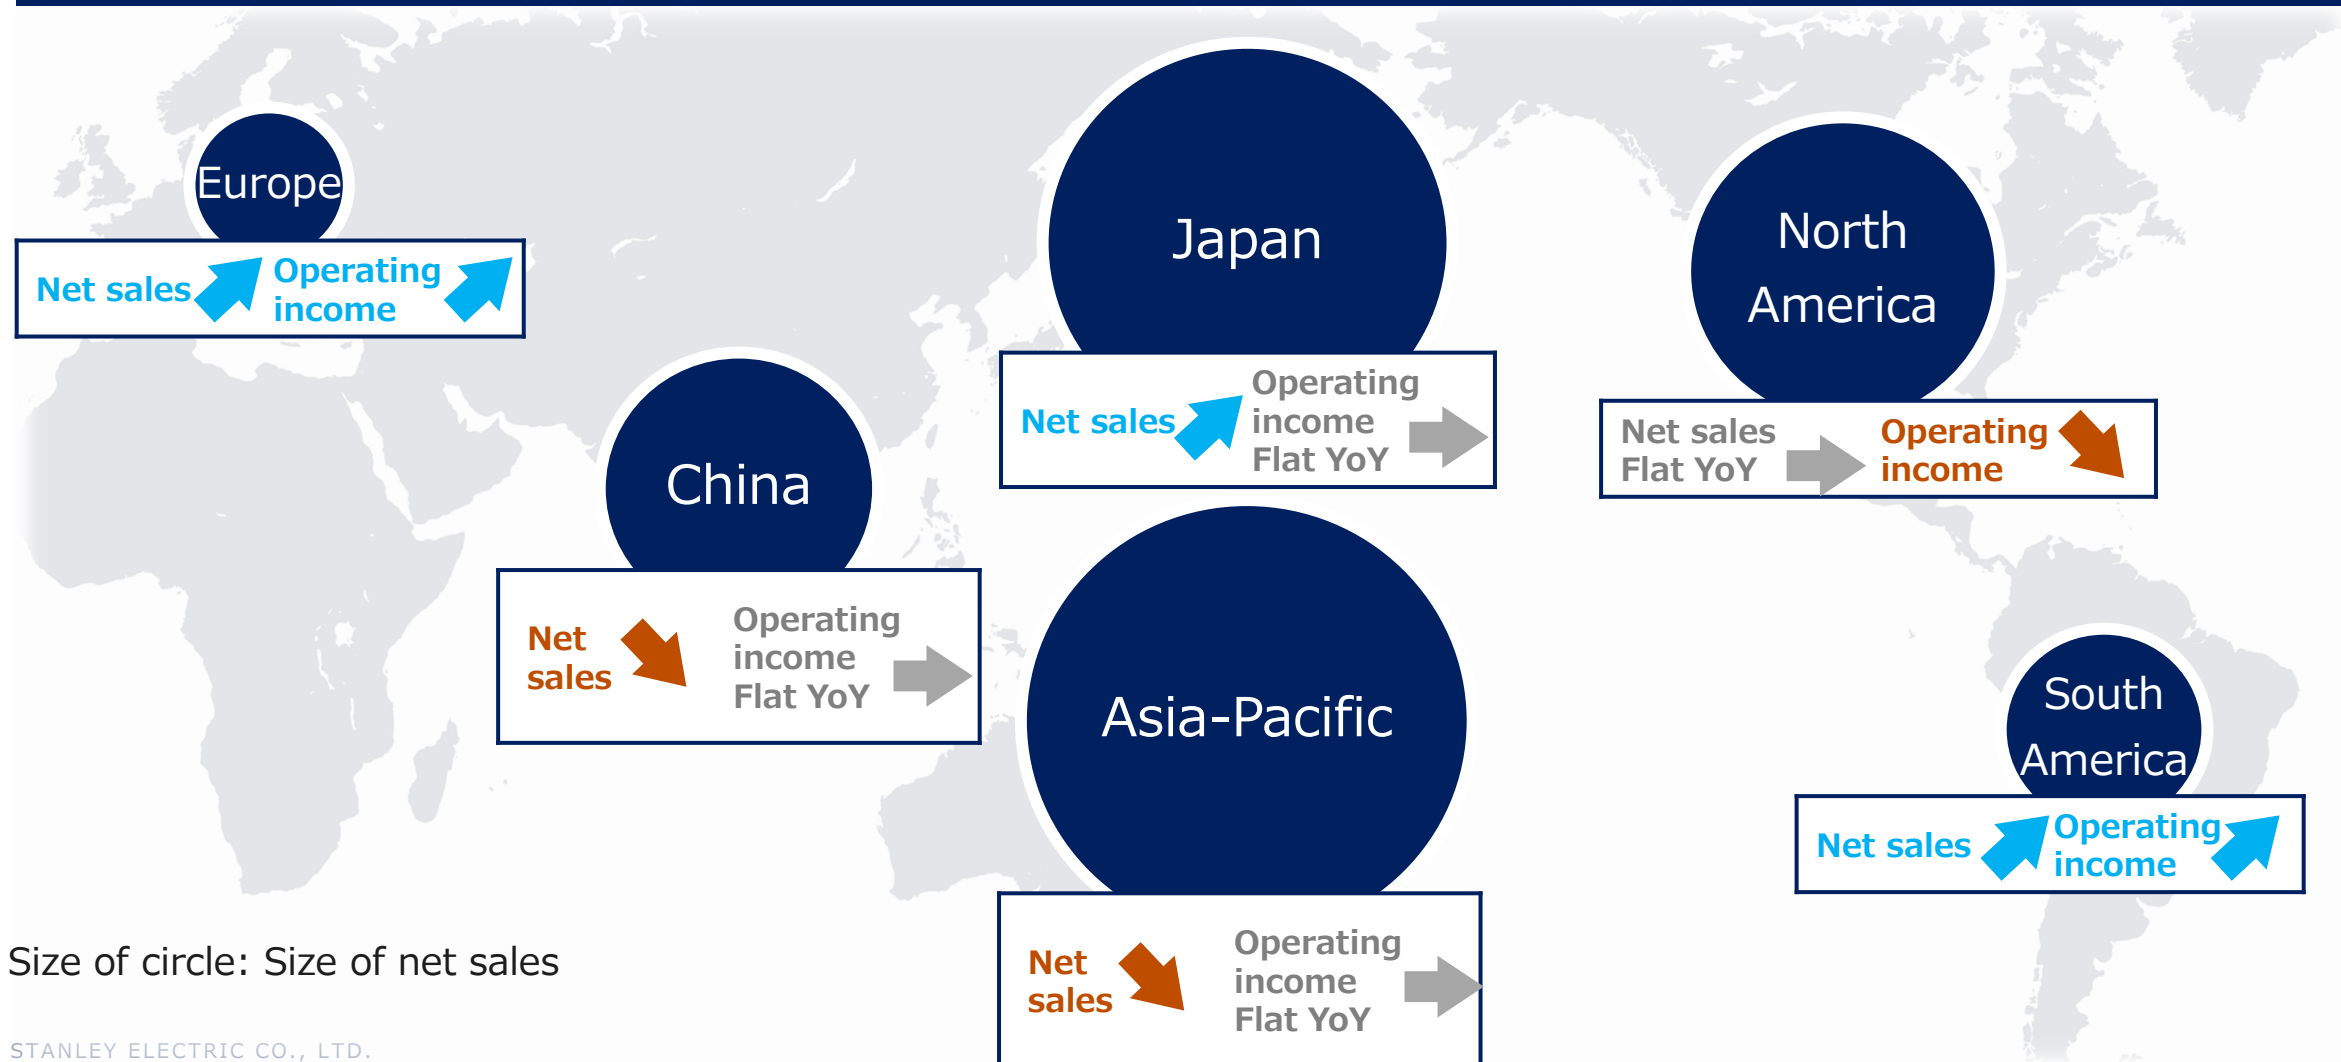 Europe
Net sales
Operating
income
Japan
Net sales
Operating
income
Flat YoY
North
America
Net sales
Flat YoY
Operating
income
China
Net
sales
Operating
income
Flat YoY
Asia-Pacific
Net
sales
Operating
income
Flat YoY
South
America
Net sales
Operating
income
Size of circle: Size of net sales
STANLEY ELECTRIC CO., LTD.